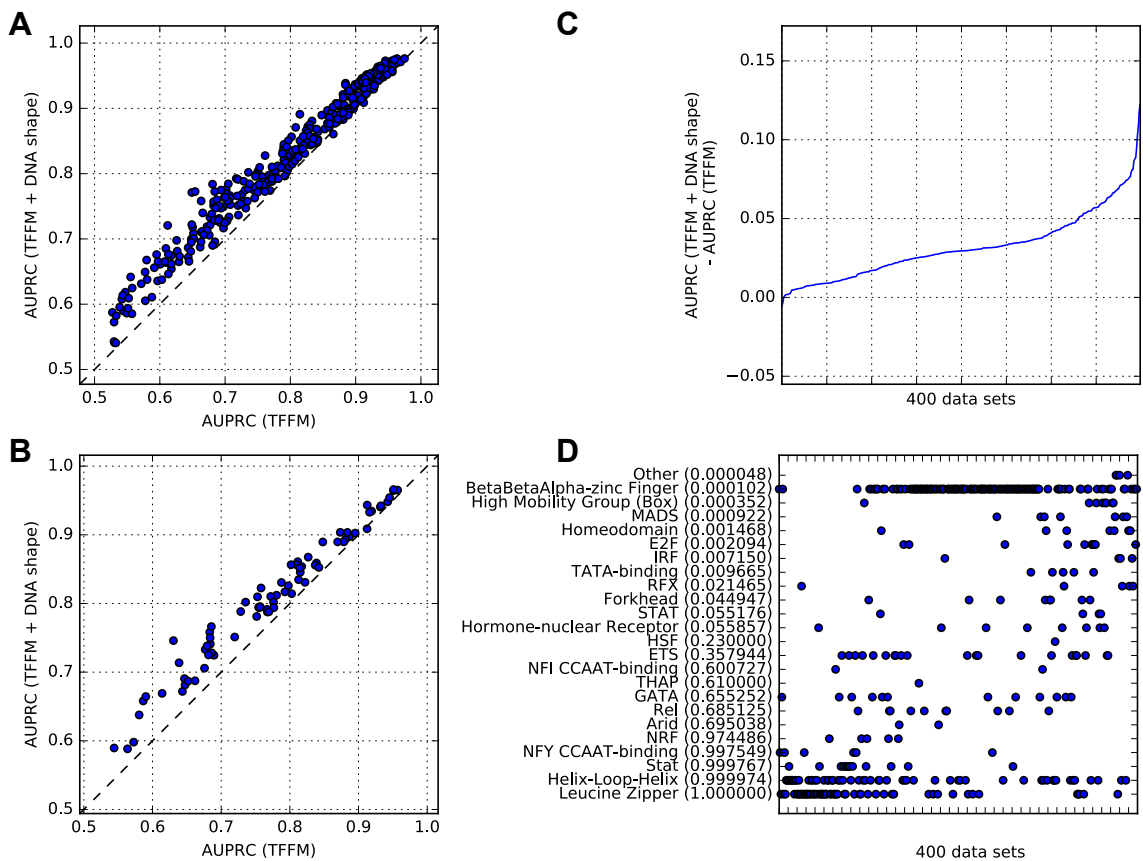 A
AUPRC (TFFM + DNA shape)
1.0
0.9
0.8
0.7
0.6
0.5
0.5 0.6 0.7 0.8 0.9 1.0
AUPRC (TFFM)
C
AUPRC (TFFM + DNA shape)
- AUPRC (TFFM)
0.15
0.10
0.05
0.00
−0.05
400 data sets
B
AUPRC (TFFM + DNA shape)
1.0
0.9
0.8
0.7
0.6
0.5
0.5 0.6 0.7 0.8 0.9 1.0
AUPRC (TFFM)
D
Other (0.000048)
BetaBetaAlpha-zinc Finger (0.000102)
High Mobility Group (Box) (0.000352)
MADS (0.000922)
Homeodomain (0.001468)
E2F (0.002094)
IRF (0.007150)
TATA-binding (0.009665)
RFX (0.021465)
Forkhead (0.044947)
STAT (0.055176)
Hormone-nuclear Receptor (0.055857)
HSF (0.230000)
ETS (0.357944)
NFI CCAAT-binding (0.600727)
THAP (0.610000)
GATA (0.655252)
Rel (0.685125)
Arid (0.695038)
NRF (0.974486)
NFY CCAAT-binding (0.997549)
Stat (0.999767)
Helix-Loop-Helix (0.999974)
Leucine Zipper (1.000000)
400 data sets